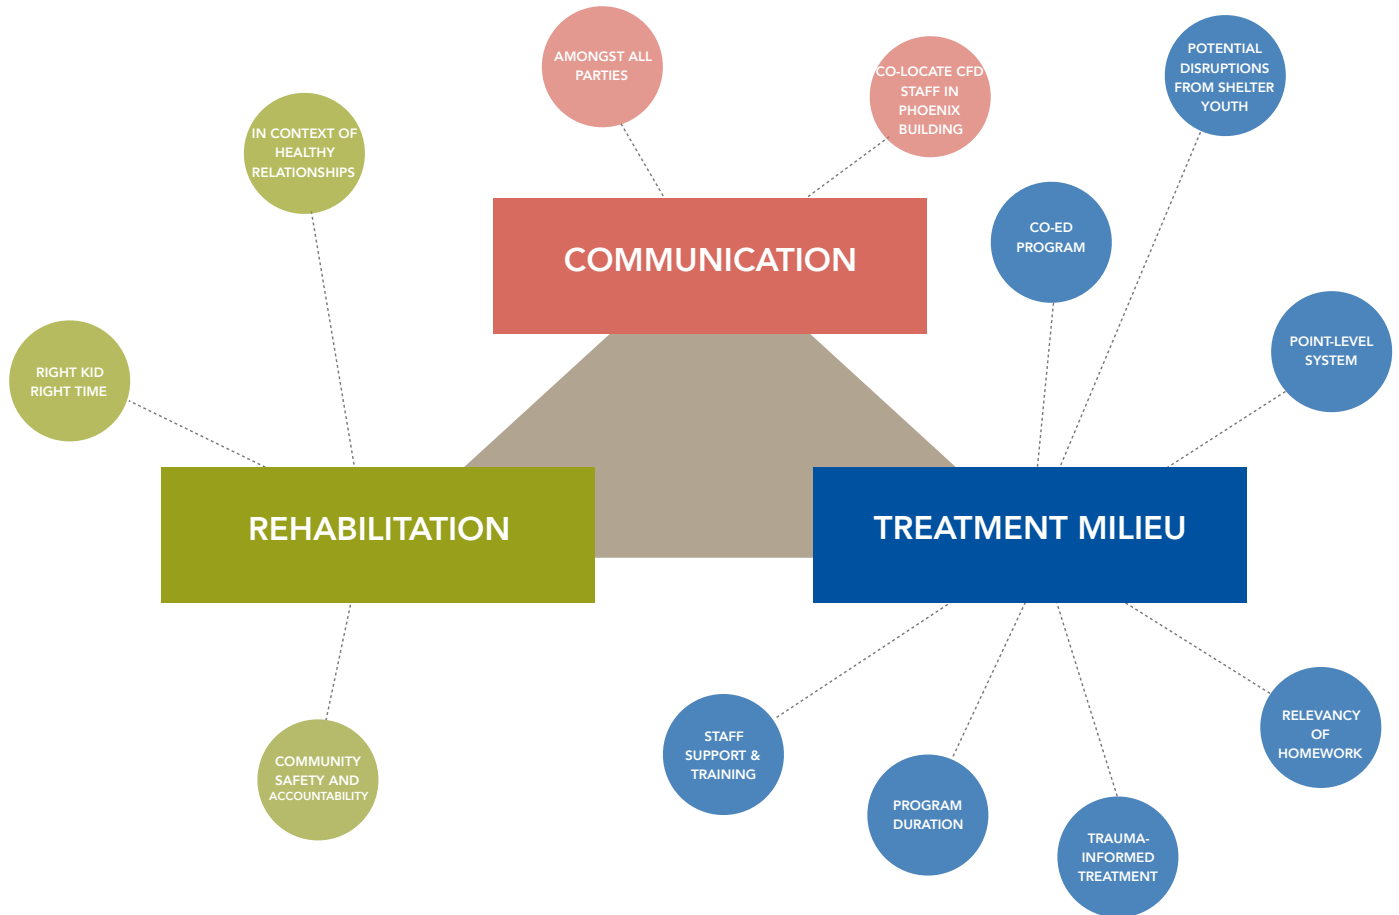 AMONGST ALL
PARTIES
CO-LOCATE CFD
STAFF IN
PHOENIX
BUILDING
POTENTIAL
DISRUPTIONS
FROM SHELTER
YOUTH
IN CONTEXT OF
HEALTHY
RELATIONSHIPS
CO-ED
PROGRAM
COMMUNICATION
POINT-LEVEL
SYSTEM
RIGHT KID
RIGHT TIME
REHABILITATION
TREATMENT MILIEU
COMMUNITY
SAFETY AND
ACCOUNTABILITY
STAFF
SUPPORT &
TRAINING
PROGRAM
DURATION
TRAUMA-
INFORMED
TREATMENT
RELEVANCY
OF
HOMEWORK